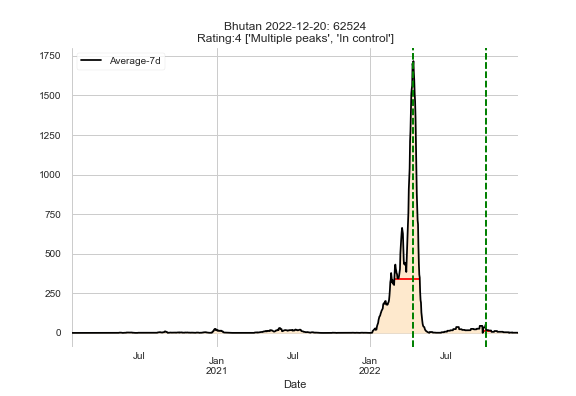 Bhutan 2022-12-20: 62524
Rating:4 ['Multiple peaks', 'In control']
Average-7d
1750
1500
1250
1000
750
500
250
0
Jul
Jan
2021
Jul
Jan
2022
Jul
Date